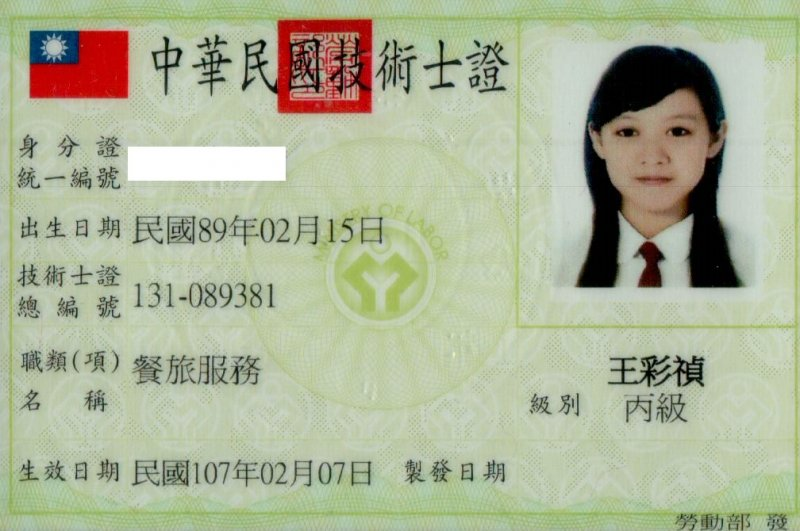 中華民國技術士證
身分證
統一編號
出生日期 民國89年02月15日
MINISTRY OF LABOR
技術士證
總編號 131-089381
職類(項)
名稱 餐旅服務
王彩禎
級別 丙級
生效日期 民國107年02月07日 製發日期
勞動部 發